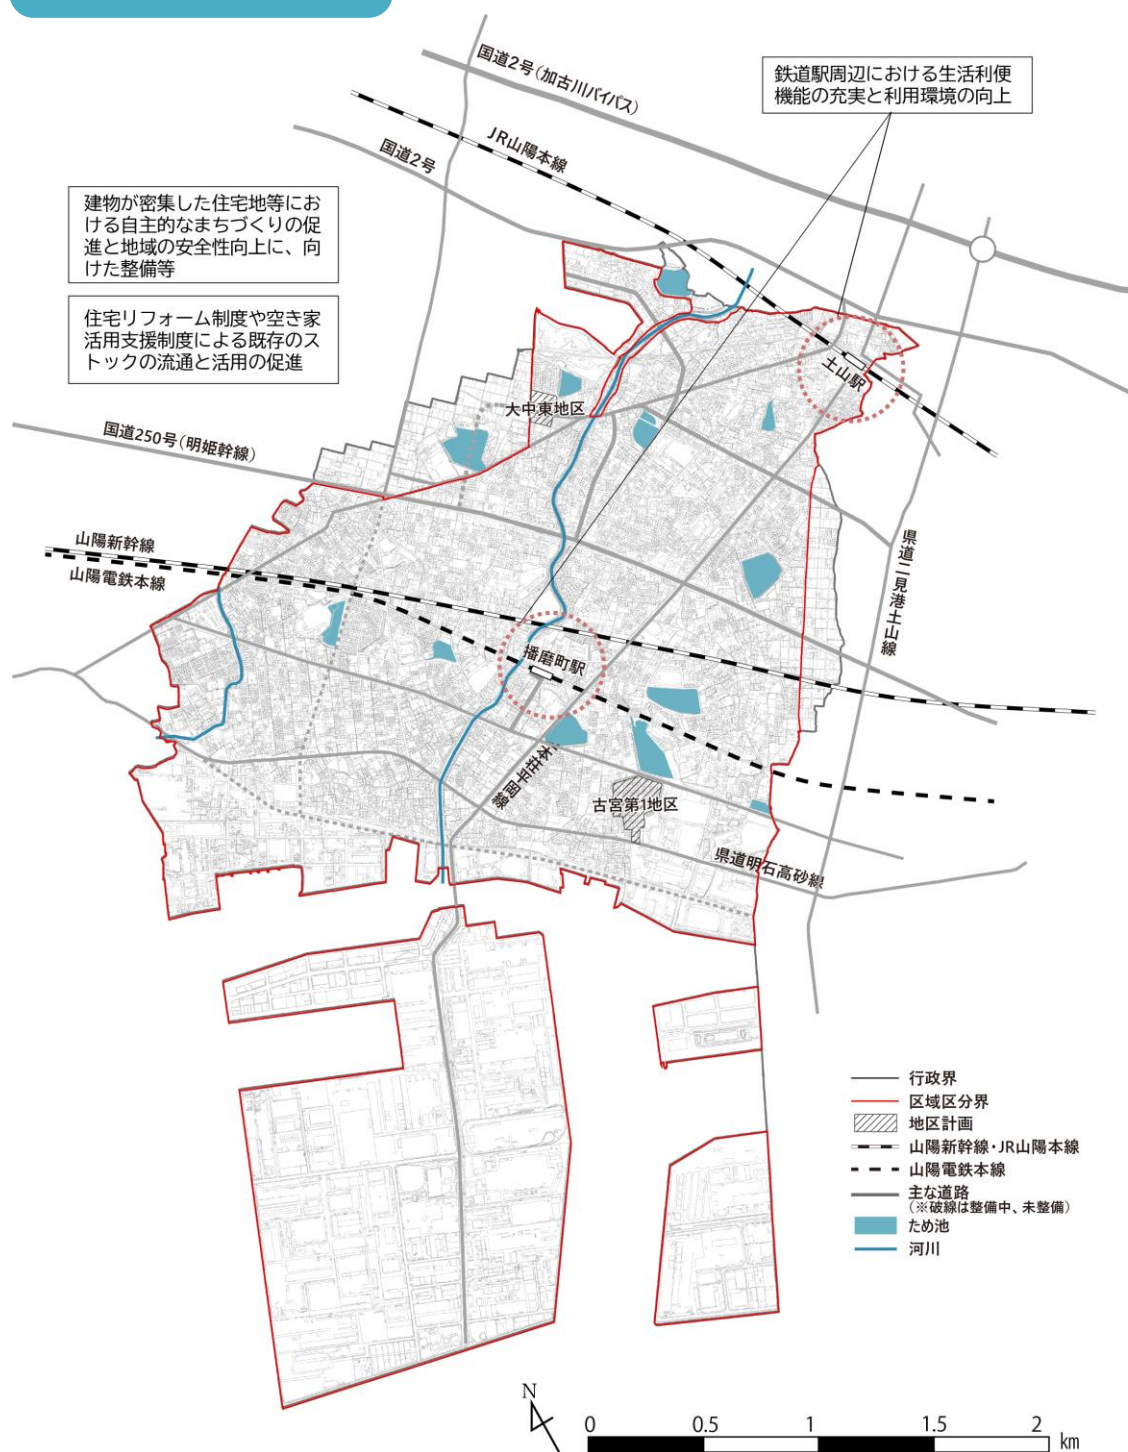 国道2号(加古川バイパス)
鉄道駅周辺における生活利便
機能の充実と利用環境の向上
JR山陽本線
国道2号
建物が密集した住宅地等にお
ける自主的なまちづくりの促
進と地域の安全性向上に、向
けた整備等
住宅リフォーム制度や空き家
活用支援制度による既存のス
トックの流通と活用の促進
土山駅
大中東地区
国道250号(明姫幹線)
山陽新幹線
山陽電鉄本線
県道二見港土山線
播磨町駅
本荘平岡線
古宮第1地区
県道明石高砂線
行政界
区域区分界
地区計画
山陽新幹線・JR山陽本線
山陽電鉄本線
主な道路
(※破線は整備中、未整備)
ため池
河川
N
0 0.5 1 1.5 2
km